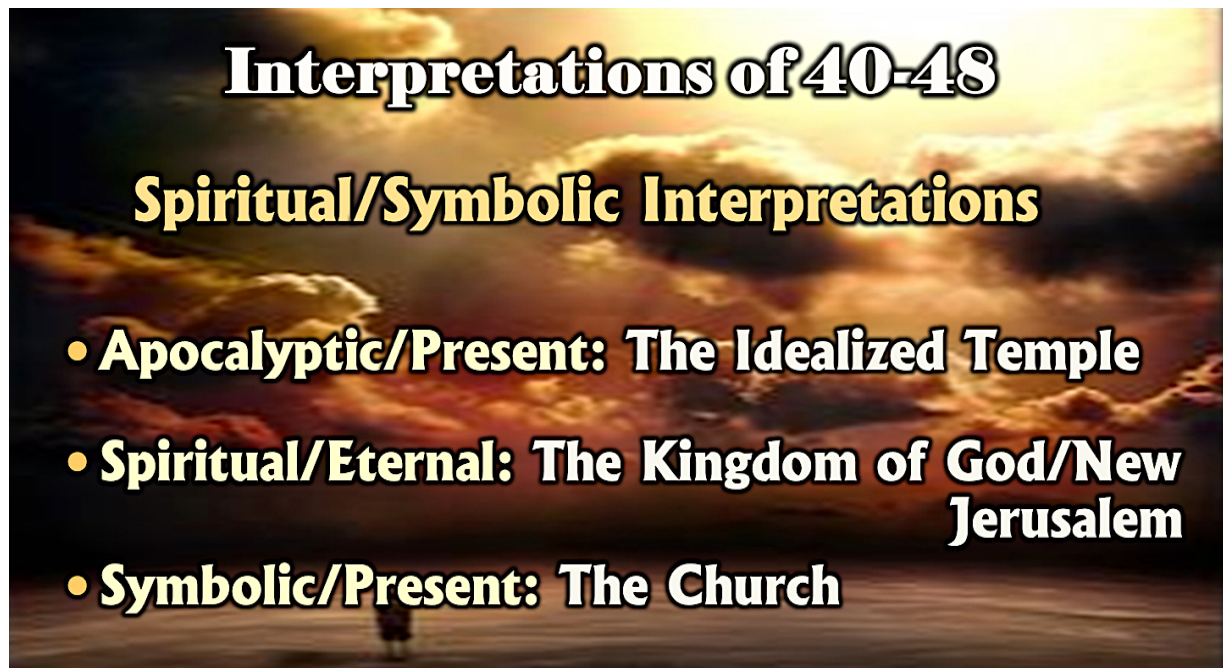 Interpretations of 40-48
Spiritual/Symbolic Interpretations
• Apocalyptic/Present: The Idealized Temple
• Spiritual/Eternal: The Kingdom of God/New
Jerusalem
• Symbolic/Present: The Church